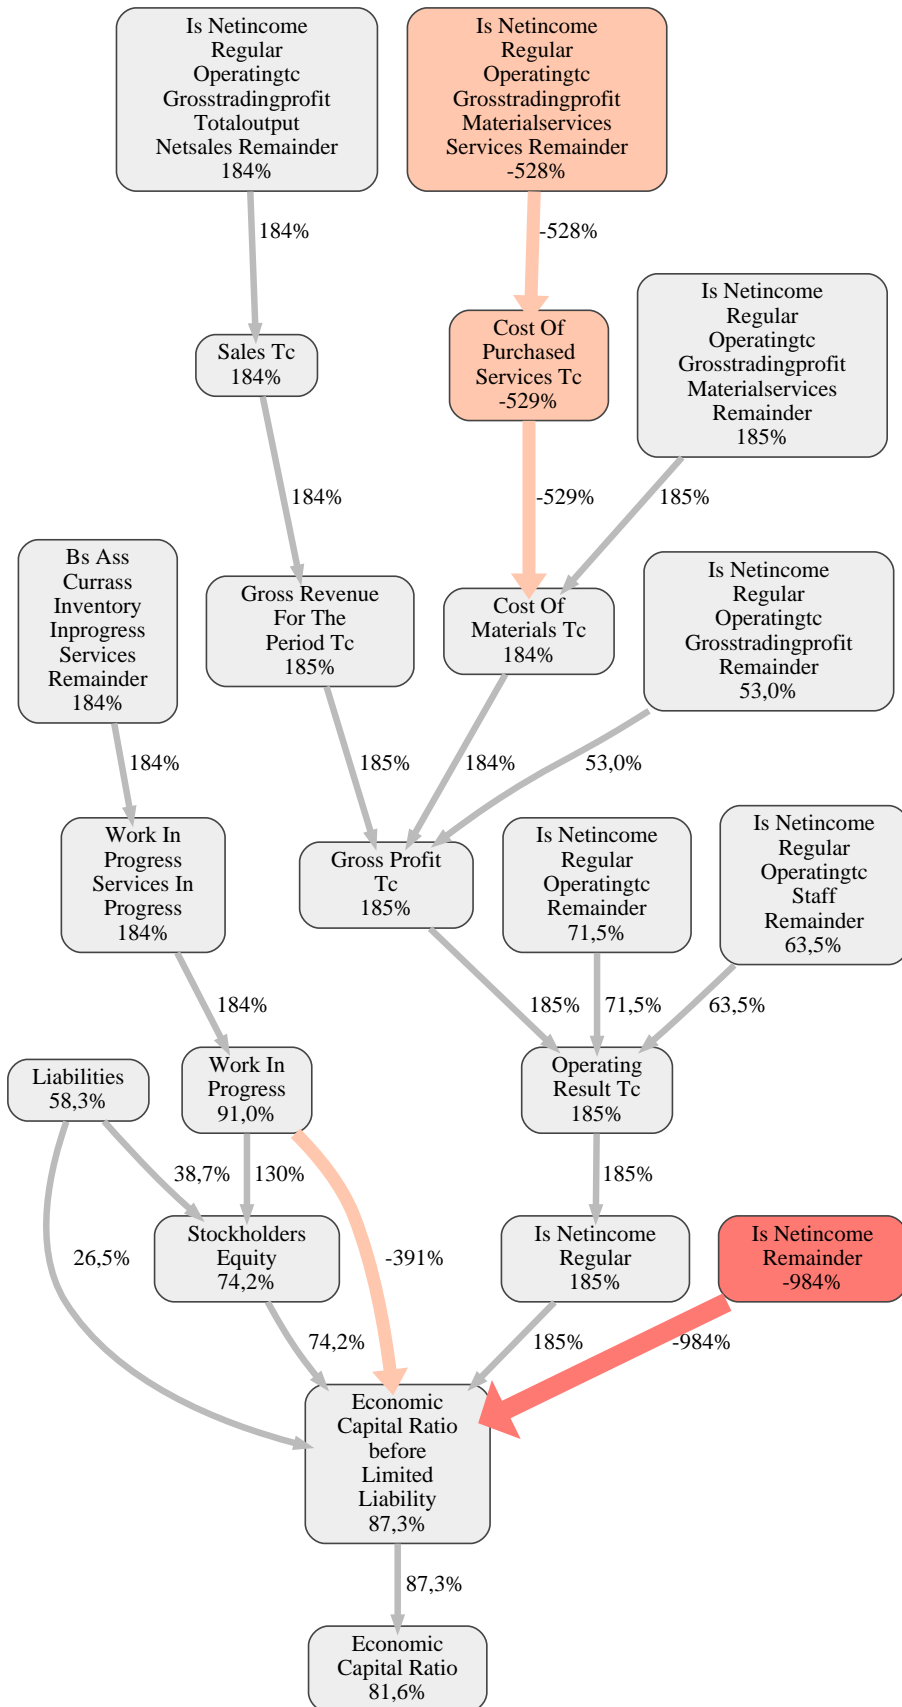 Is Netincome
Regular
Operatingtc
Grosstradingprofit
Totaloutput
Netsales Remainder
184%
Is Netincome
Regular
Operatingtc
Grosstradingprofit
Materialservices
Services Remainder
-528%
184%
-528%
Is Netincome
Regular
Operatingtc
Grosstradingprofit
Materialservices
Remainder
185%
Sales Tc
184%
Cost Of
Purchased
Services Tc
-529%
184%
-529%
185%
Bs Ass
Currass
Inventory
Inprogress
Services
Remainder
184%
Gross Revenue
For The
Period Tc
185%
Cost Of
Materials Tc
184%
Is Netincome
Regular
Operatingtc
Grosstradingprofit
Remainder
53,0%
184%
185%
184%
53,0%
Work In
Progress
Services In
Progress
184%
Gross Profit
Tc
185%
Is Netincome
Regular
Operatingtc
Remainder
71,5%
Is Netincome
Regular
Operatingtc
Staff
Remainder
63,5%
184%
185%
71,5%
63,5%
Liabilities
58,3%
Work In
Progress
91,0%
Operating
Result Tc
185%
38,7%
130%
185%
26,5%
Stockholders
Equity
74,2%
-391%
Is Netincome
Regular
185%
Is Netincome
Remainder
-984%
74,2%
185%
-984%
Economic
Capital Ratio
before
Limited
Liability
87,3%
87,3%
Economic
Capital Ratio
81,6%